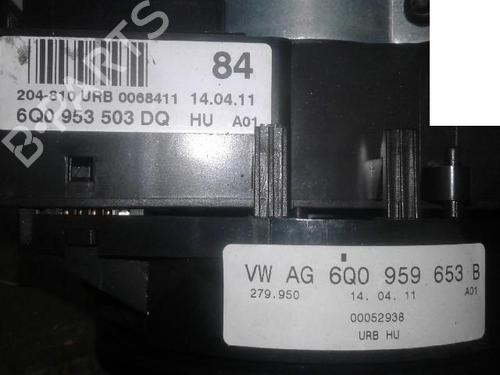 B-PARTS
84
204-810 URB 0068411 14.04.11
6Q0 953 503 DQ HU A01
VW AG 6Q0 959 653 B
279.950 14. 04. 11 A01
00052938
URB HU